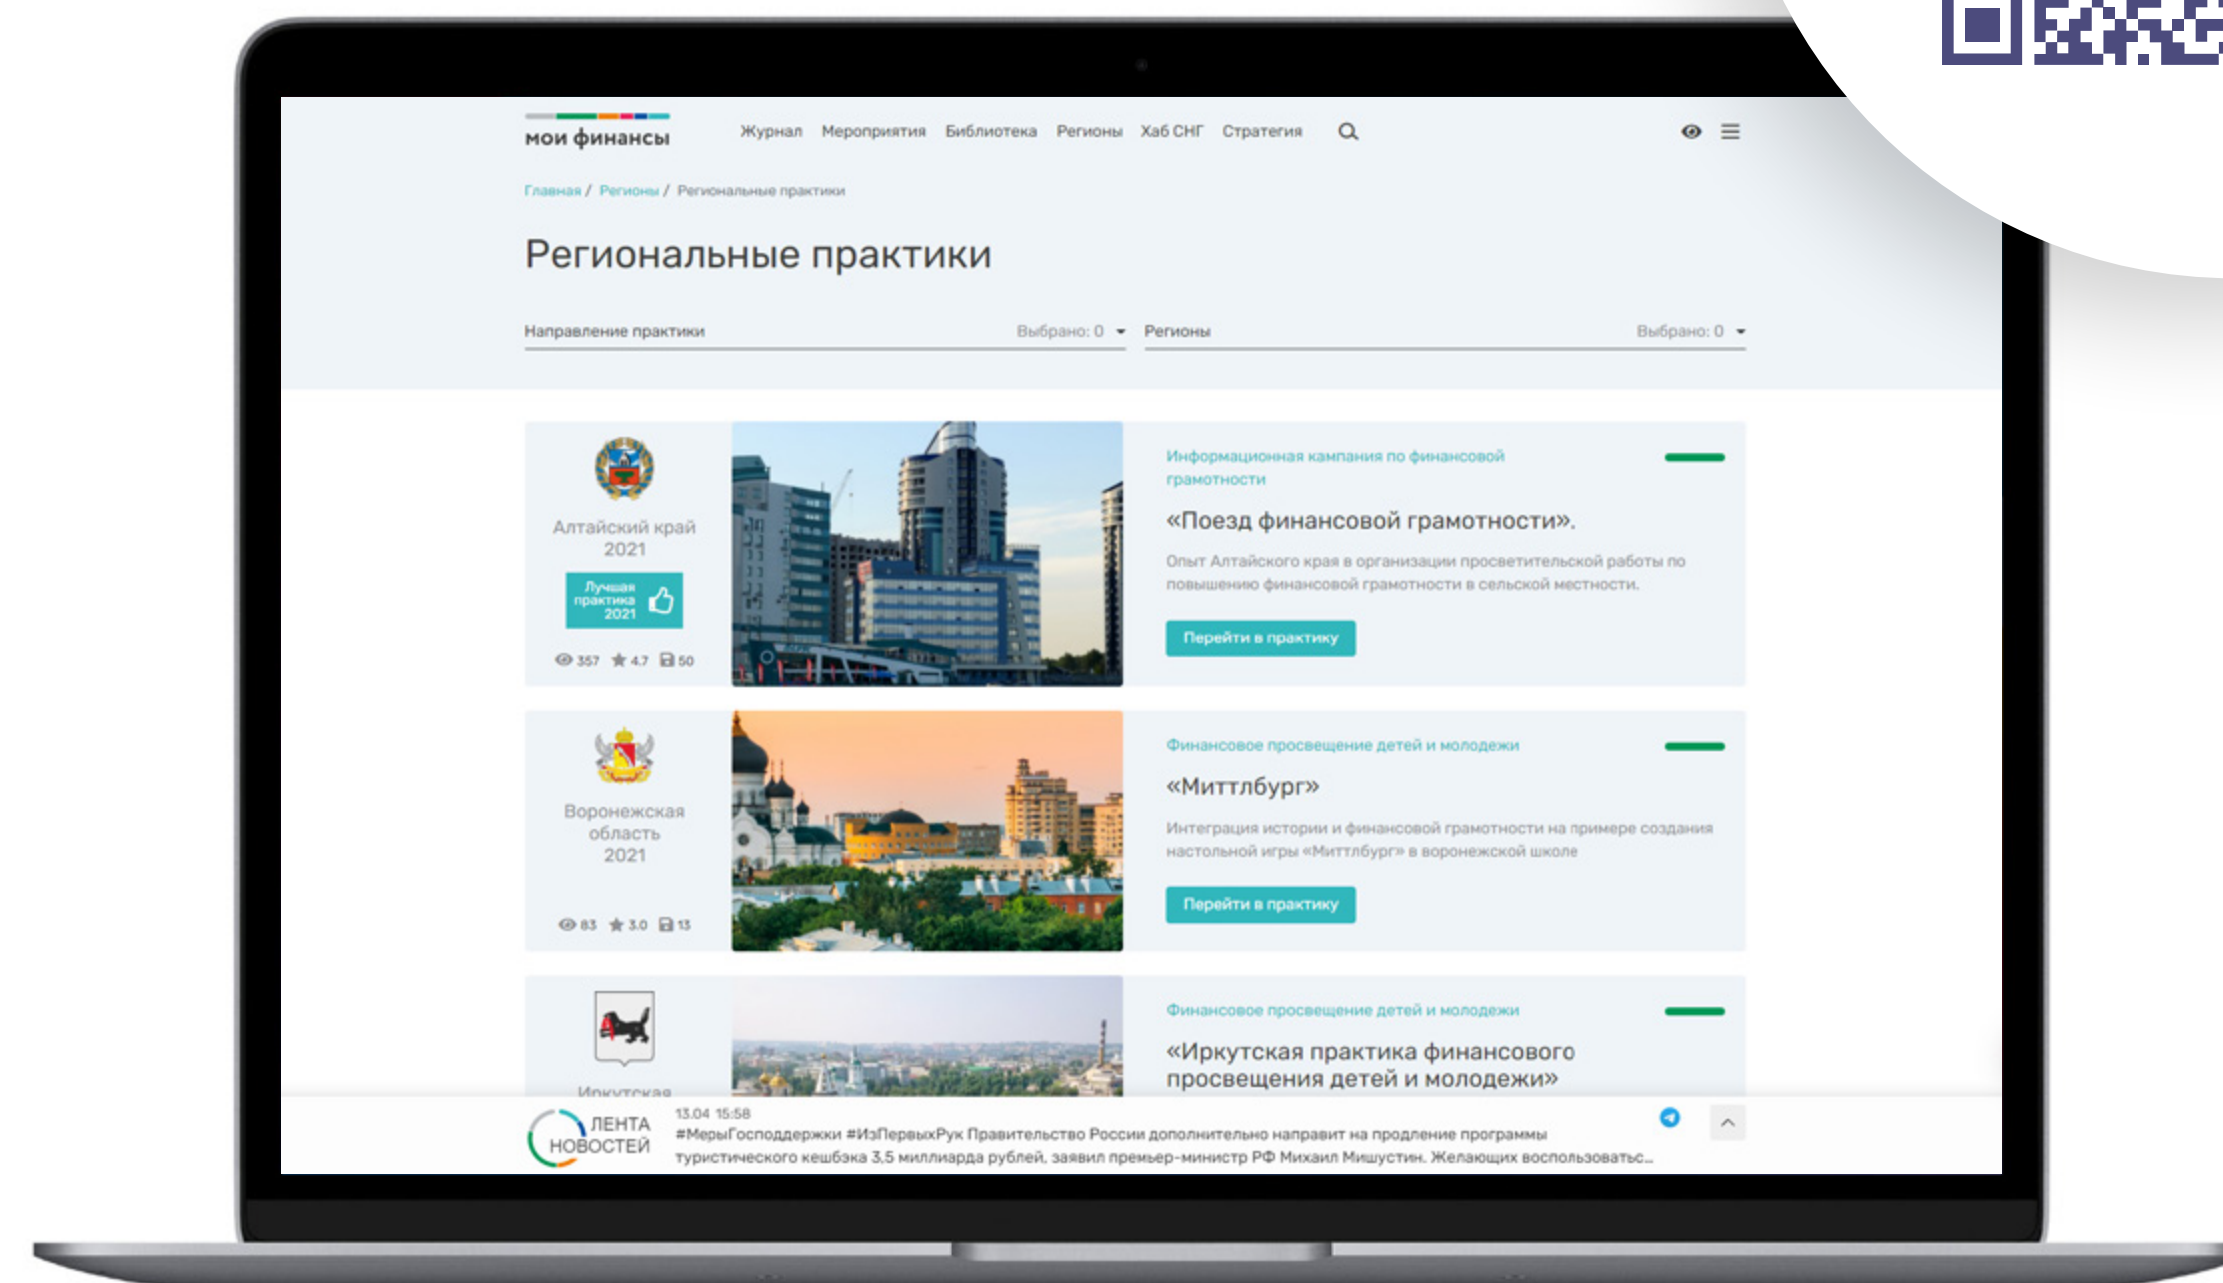 мои финансы
Журнал Мероприятия Библиотека Регионы Хаб СНГ Стратегия
Главная / Регионы / Региональные практики
Региональные практики
Направление практики Выбрано: 0 Регионы Выбрано: 0
Алтайский край
2021
Лучшая
практика
2021
357 4.7 50
Информационная кампания по финансовой
грамотности
«Поезд финансовой грамотности».
Опыт Алтайского края в организации просветительской работы по
повышению финансовой грамотности в сельской местности.
Перейти в практику
Воронежская
область
2021
83 3.0 13
Финансовое просвещение детей и молодежи
«Миттлбург»
Интеграция истории и финансовой грамотности на примере создания
настольной игры «Миттлбург» в воронежской школе
Перейти в практику
Иркутская
Финансовое просвещение детей и молодежи
«Иркутская практика финансового
просвещения детей и молодежи»
ЛЕНТА
НОВОСТЕЙ
13.04 15:58
#МерыГосподдержки #ИзПервыхРук Правительство России дополнительно направит на продление программы
туристического кешбэка 3,5 миллиарда рублей, заявил премьер-министр РФ Михаил Мишустин. Желающих воспользоватьс...